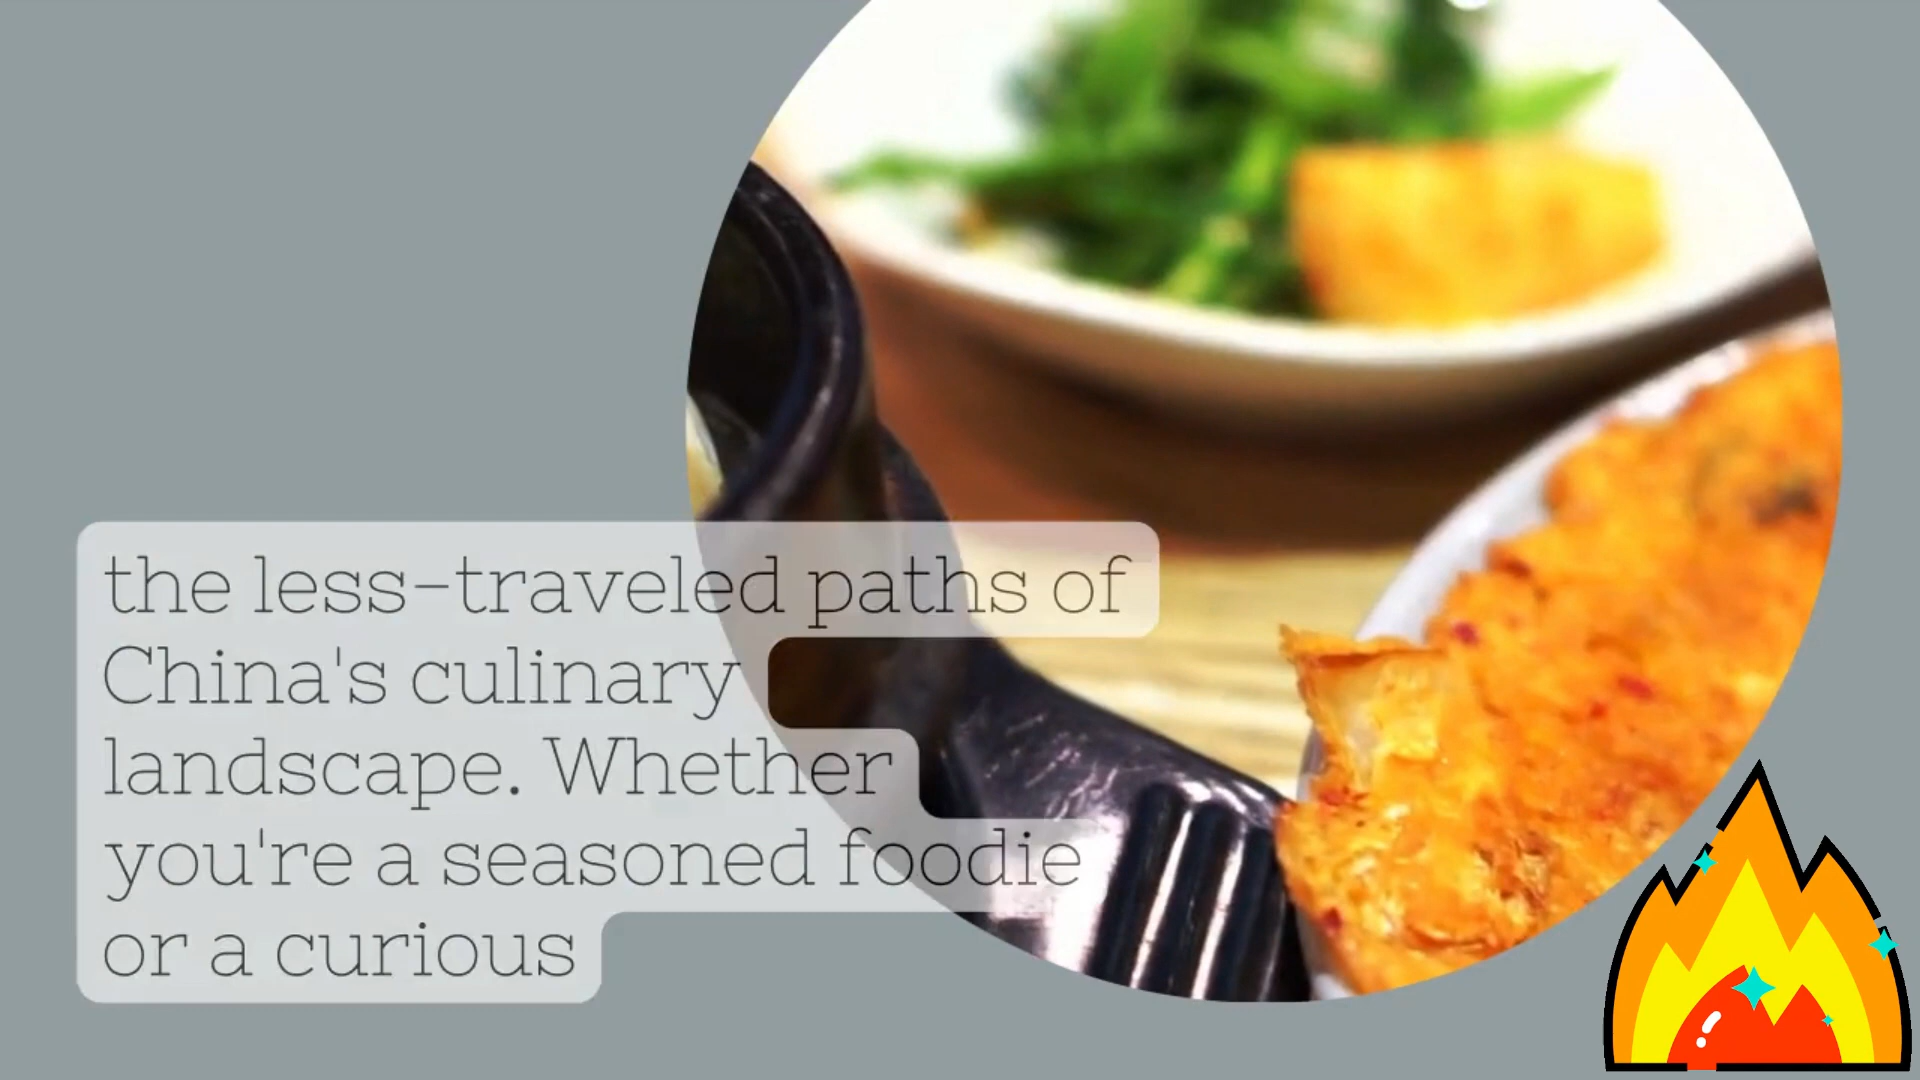 the less-traveled paths of
China's culinary
landscape. Whether
you're a seasoned foodie
or a curious